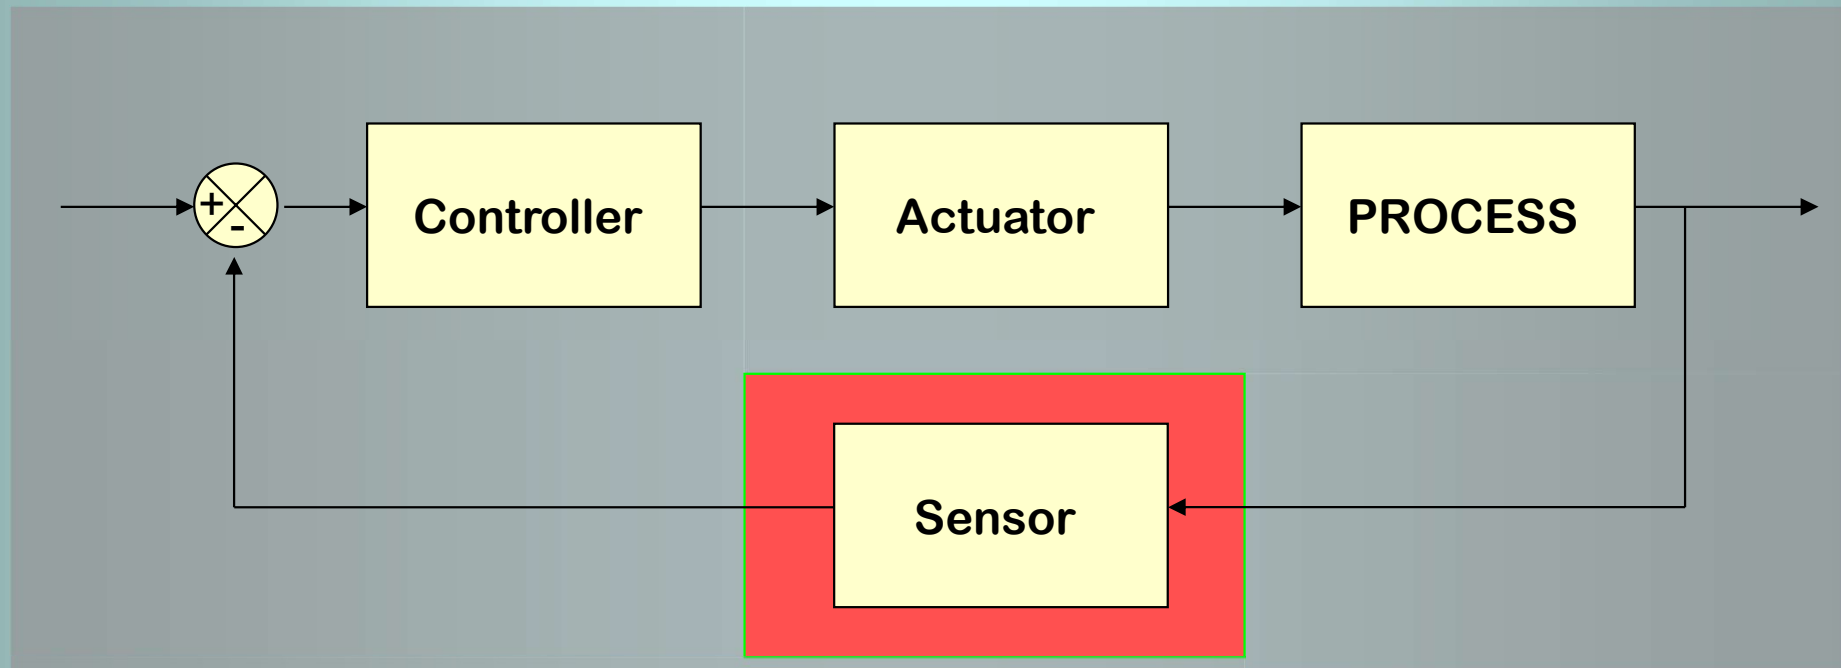 +
-
Controller
Actuator
PROCESS
Sensor